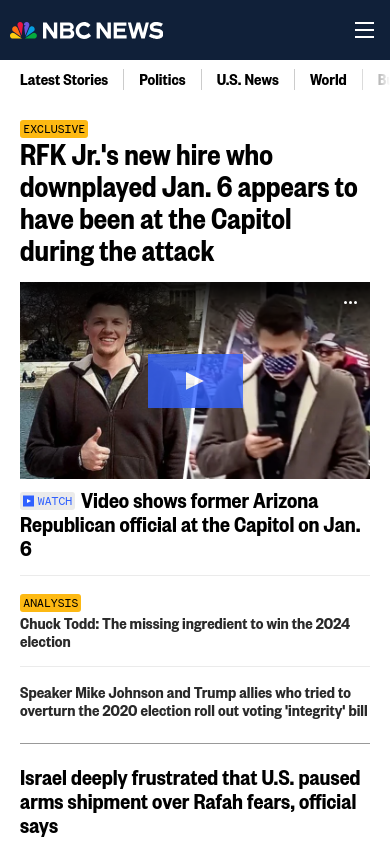 NBC NEWS
Latest Stories
Politics
U.S. News
World
EXCLUSIVE
RFK Jr.'s new hire who
downplayed Jan. 6 appears to
have been at the Capitol
during the attack
WATCH Video shows former Arizona
Republican official at the Capitol on Jan.
6
ANALYSIS
Chuck Todd: The missing ingredient to win the 2024
election
Speaker Mike Johnson and Trump allies who tried to
overturn the 2020 election roll out voting 'integrity' bill
Israel deeply frustrated that U.S. paused
arms shipment over Rafah fears, official
says